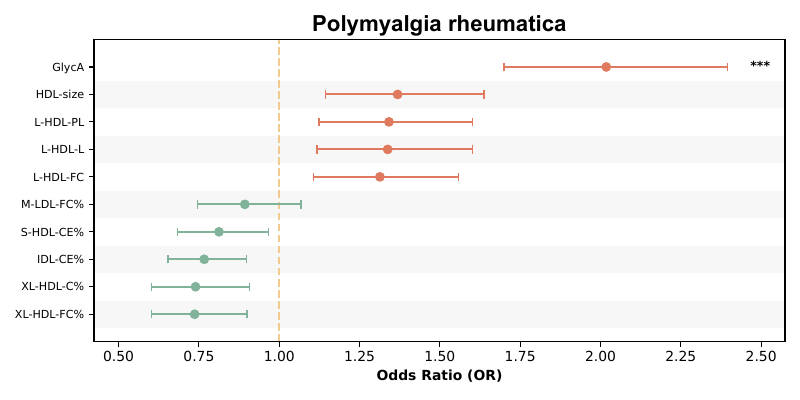 Polymyalgia rheumatica
GlycA
***
HDL-size
L-HDL-PL
L-HDL-L
L-HDL-FC
M-LDL-FC%
S-HDL-CE%
IDL-CE%
XL-HDL-C%
XL-HDL-FC%
0.50 0.75 1.00 1.25 1.50 1.75 2.00 2.25 2.50
Odds Ratio (OR)